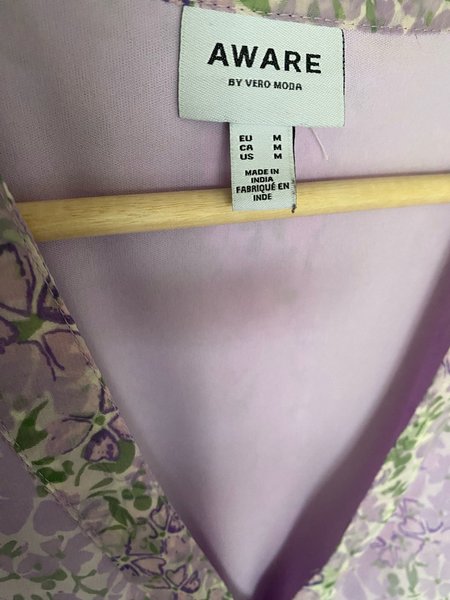 AWARE
BY VERO MODA
EU M
CA M
US M
MADE IN
INDIA
FABRIQUÉ EN
INDE